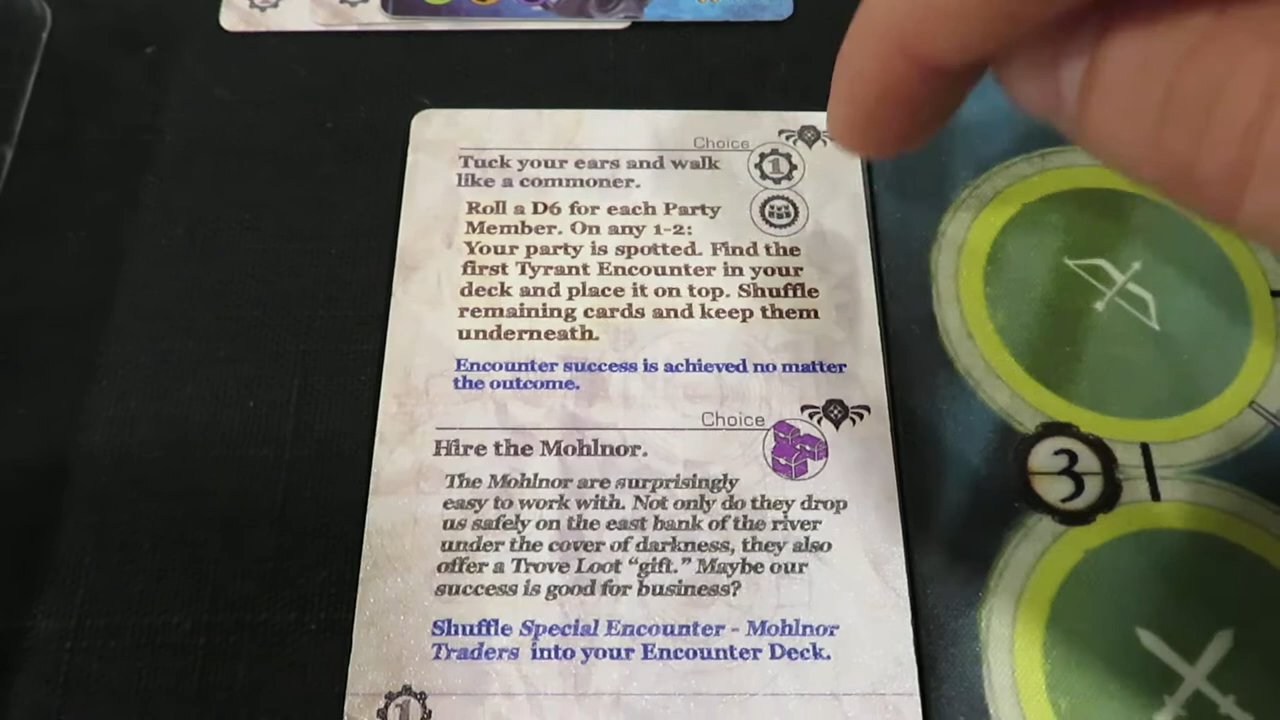 Choice
1
Tuck your ears and walk
like a commoner.
Roll a D6 for each Party
Member. On any 1-2:
Your party is spotted. Find the
first Tyrant Encounter in your
deck and place it on top. Shuffle
remaining cards and keep them
underneath.
Encounter success is achieved no matter
the outcome.
Choice
Hire the Mohlnor.
The Mohlnor are surprisingly
easy to work with. Not only do they drop
us safely on the east bank of the river
under the cover of darkness, they also
offer a Trove Loot “gift.” Maybe our
success is good for business?
Shuffle Special Encounter - Mohlnor
Traders into your Encounter Deck.
1
3